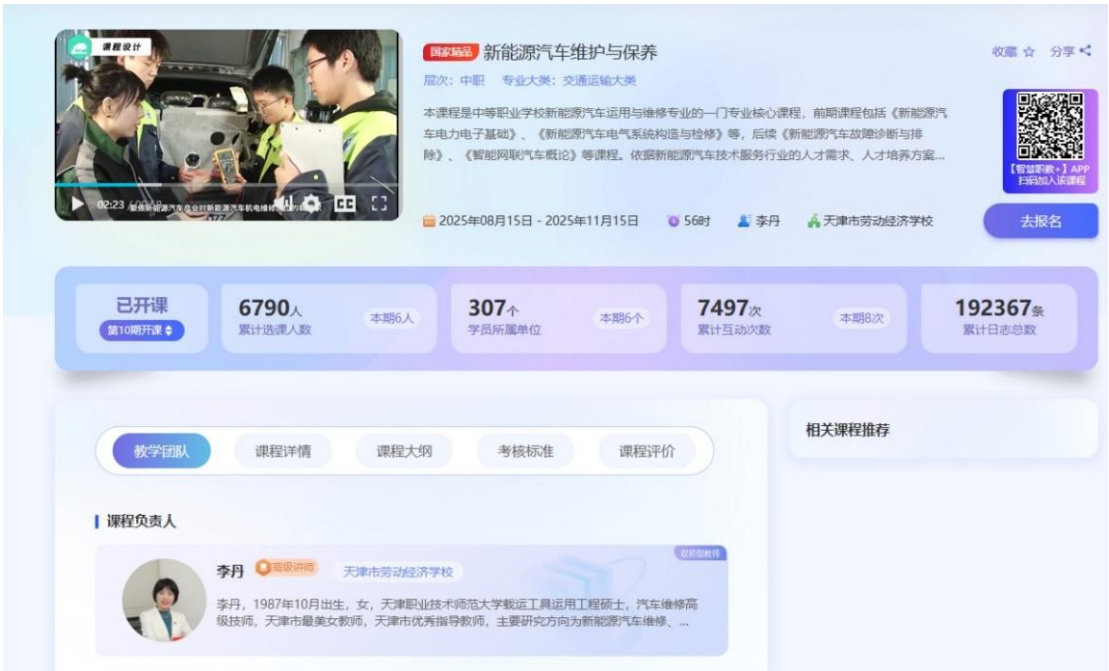 课程设计
国家精品 新能源汽车维护与保养
收藏 分享
层次：中职 专业大类：交通运输大类
本课程是中等职业学校新能源汽车运用与维修专业的一门专业核心课程，前期课程包括《新能源汽
车电力电子基础》、《新能源汽车电气系统构造与检修》等，后续《新能源汽车故障诊断与排
除》、《智能网联汽车概论》等课程。依据新能源汽车技术服务行业的人才需求、人才培养方案...
【智慧职教+】APP
扫码加入该课程
02:23
CC
2025年08月15日 - 2025年11月15日 56时 李丹 天津市劳动经济学校
去报名
已开课
第10期开课
6790人
累计选课人数
本期6人
307个
学员所属单位
本期6个
7497次
累计互动次数
本期8次
192367条
累计日志总数
教学团队 课程详情 课程大纲 考核标准 课程评价
相关课程推荐
课程负责人
双师型教师
李丹 高级讲师 天津市劳动经济学校
李丹，1987年10月出生，女，天津职业技术师范大学载运工具运用工程硕士，汽车维修高
级技师，天津市最美女教师，天津市优秀指导教师，主要研究方向为新能源汽车维修、...